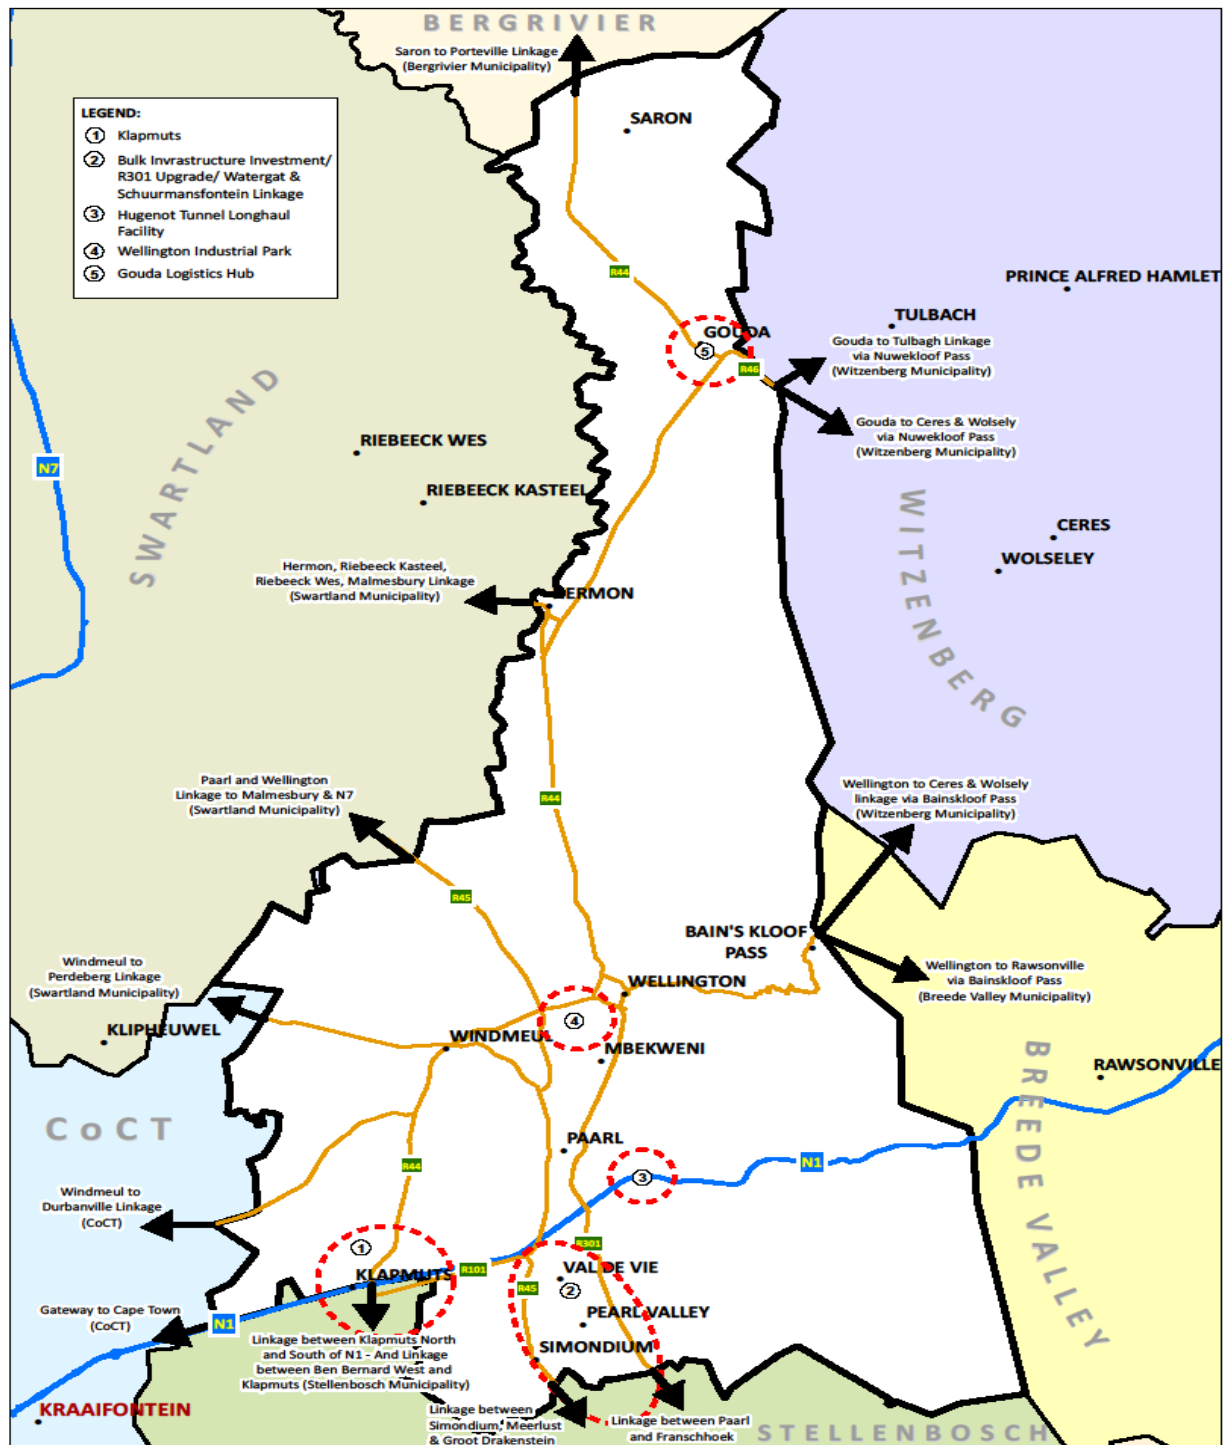 BERGRIVIER
Saron to Porteville Linkage
(Bergrivier Municipality)
LEGEND:
1 Klapmuts
2 Bulk Invrastructure Investment/
R301 Upgrade/ Watergat &
Schuurmansfontein Linkage
3 Hugenot Tunnel Longhaul
Facility
4 Wellington Industrial Park
5 Gouda Logistics Hub
SARON
R44
PRINCE ALFRED HAMLET
TULBACH
GOUDA
5
Gouda to Tulbagh Linkage
via Nuwekloof Pass
(Witzenberg Municipality)
R46
Gouda to Ceres & Wolsely
via Nuwekloof Pass
(Witzenberg Municipality)
SWARTLAND
N7
RIEBEECK WES
RIEBEECK KASTEEL
WITZENBERG
CERES
WOLSELEY
Hermon, Riebeeck Kasteel,
Riebeeck Wes, Malmesbury Linkage
(Swartland Municipality)
ERMON
Paarl and Wellington
Linkage to Malmesbury & N7
(Swartland Municipality)
R44
Wellington to Ceres & Wolsely
linkage via Bainskloof Pass
(Witzenberg Municipality)
R45
BAIN'S KLOOF
PASS
Windmeul to
Perdeberg Linkage
(Swartland Municipality)
Wellington to Rawsonville
via Bainskloof Pass
(Breede Valley Municipality)
WELLINGTON
4
KLIPHEUWEL
WINDMEUL
MBEKWENI
RAWSONVILLE
CoCT
BREEDE VALLEY
PAARL
N1
R44
3
Windmeul to
Durbanville Linkage
(CoCT)
1
R301
KLAPMUTS
R101
VAL DE VIE
R45
2
Gateway to Cape Town
(CoCT)
N1
PEARL VALLEY
Linkage between Klapmuts North
and South of N1 - And Linkage
between Ben Bernard West and
Klapmuts (Stellenbosch Municipality)
SIMONDIUM
KRAAIFONTEIN
Linkage between
Simondium, Meerlust
& Groot Drakenstein
Linkage between Paarl
and Franschhoek
STELLENBOSCH